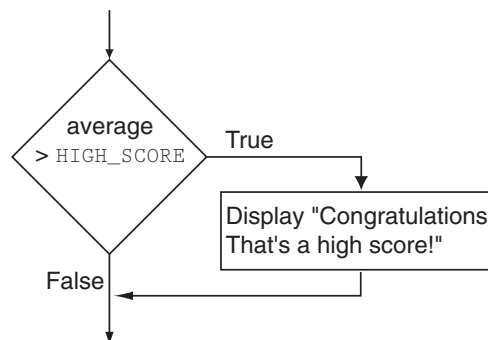 average
> HIGH_SCORE
True
Display "Congratulations
That's a high score!"
False